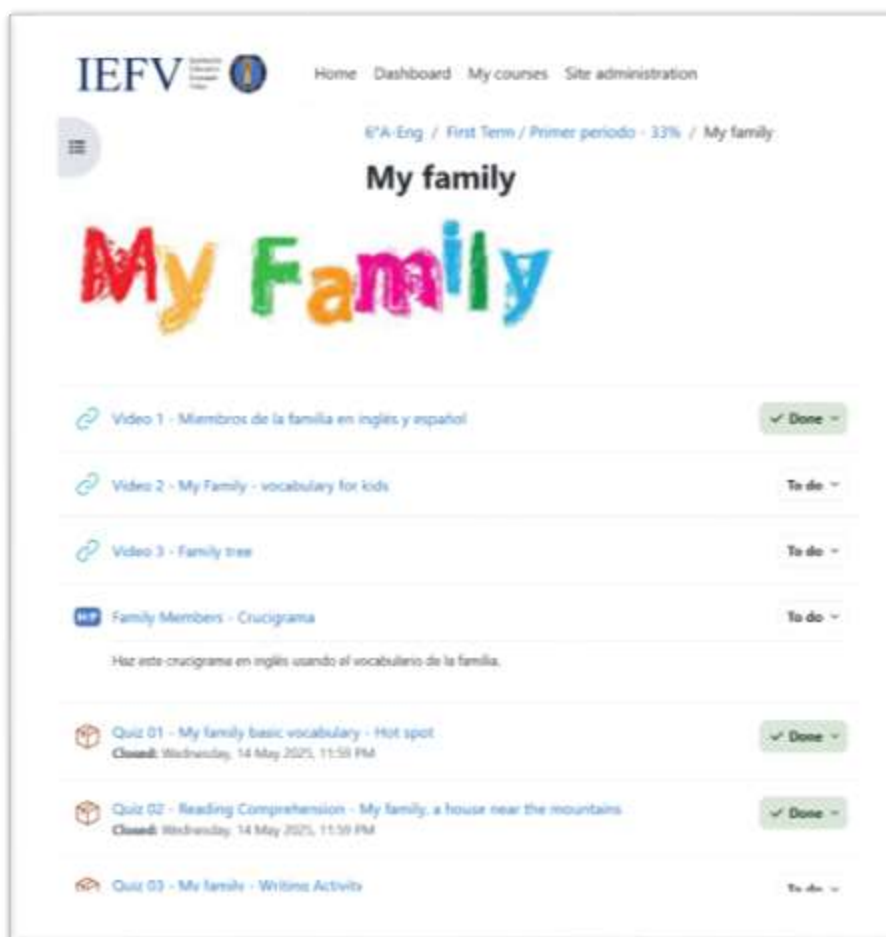 IEFV
Home Dashboard My courses Site administration
6°A-Eng / First Term / Primer periodo - 33% / My family
My family
My Family
Video 1 - Miembros de la familia en inglés y español
✓ Done
Video 2 - My Family - vocabulary for kids
To do
Video 3 - Family tree
To do
H-P Family Members - Crucigrama
To do
Haz este crucigrama en inglés usando el vocabulario de la familia.
Quiz 01 - My family basic vocabulary - Hot spot
✓ Done
Closed: Wednesday, 14 May 2025, 11:59 PM
Quiz 02 - Reading Comprehension - My family, a house near the mountains
✓ Done
Closed: Wednesday, 14 May 2025, 11:59 PM
Quiz 03 - My family - Writing Activity
To do